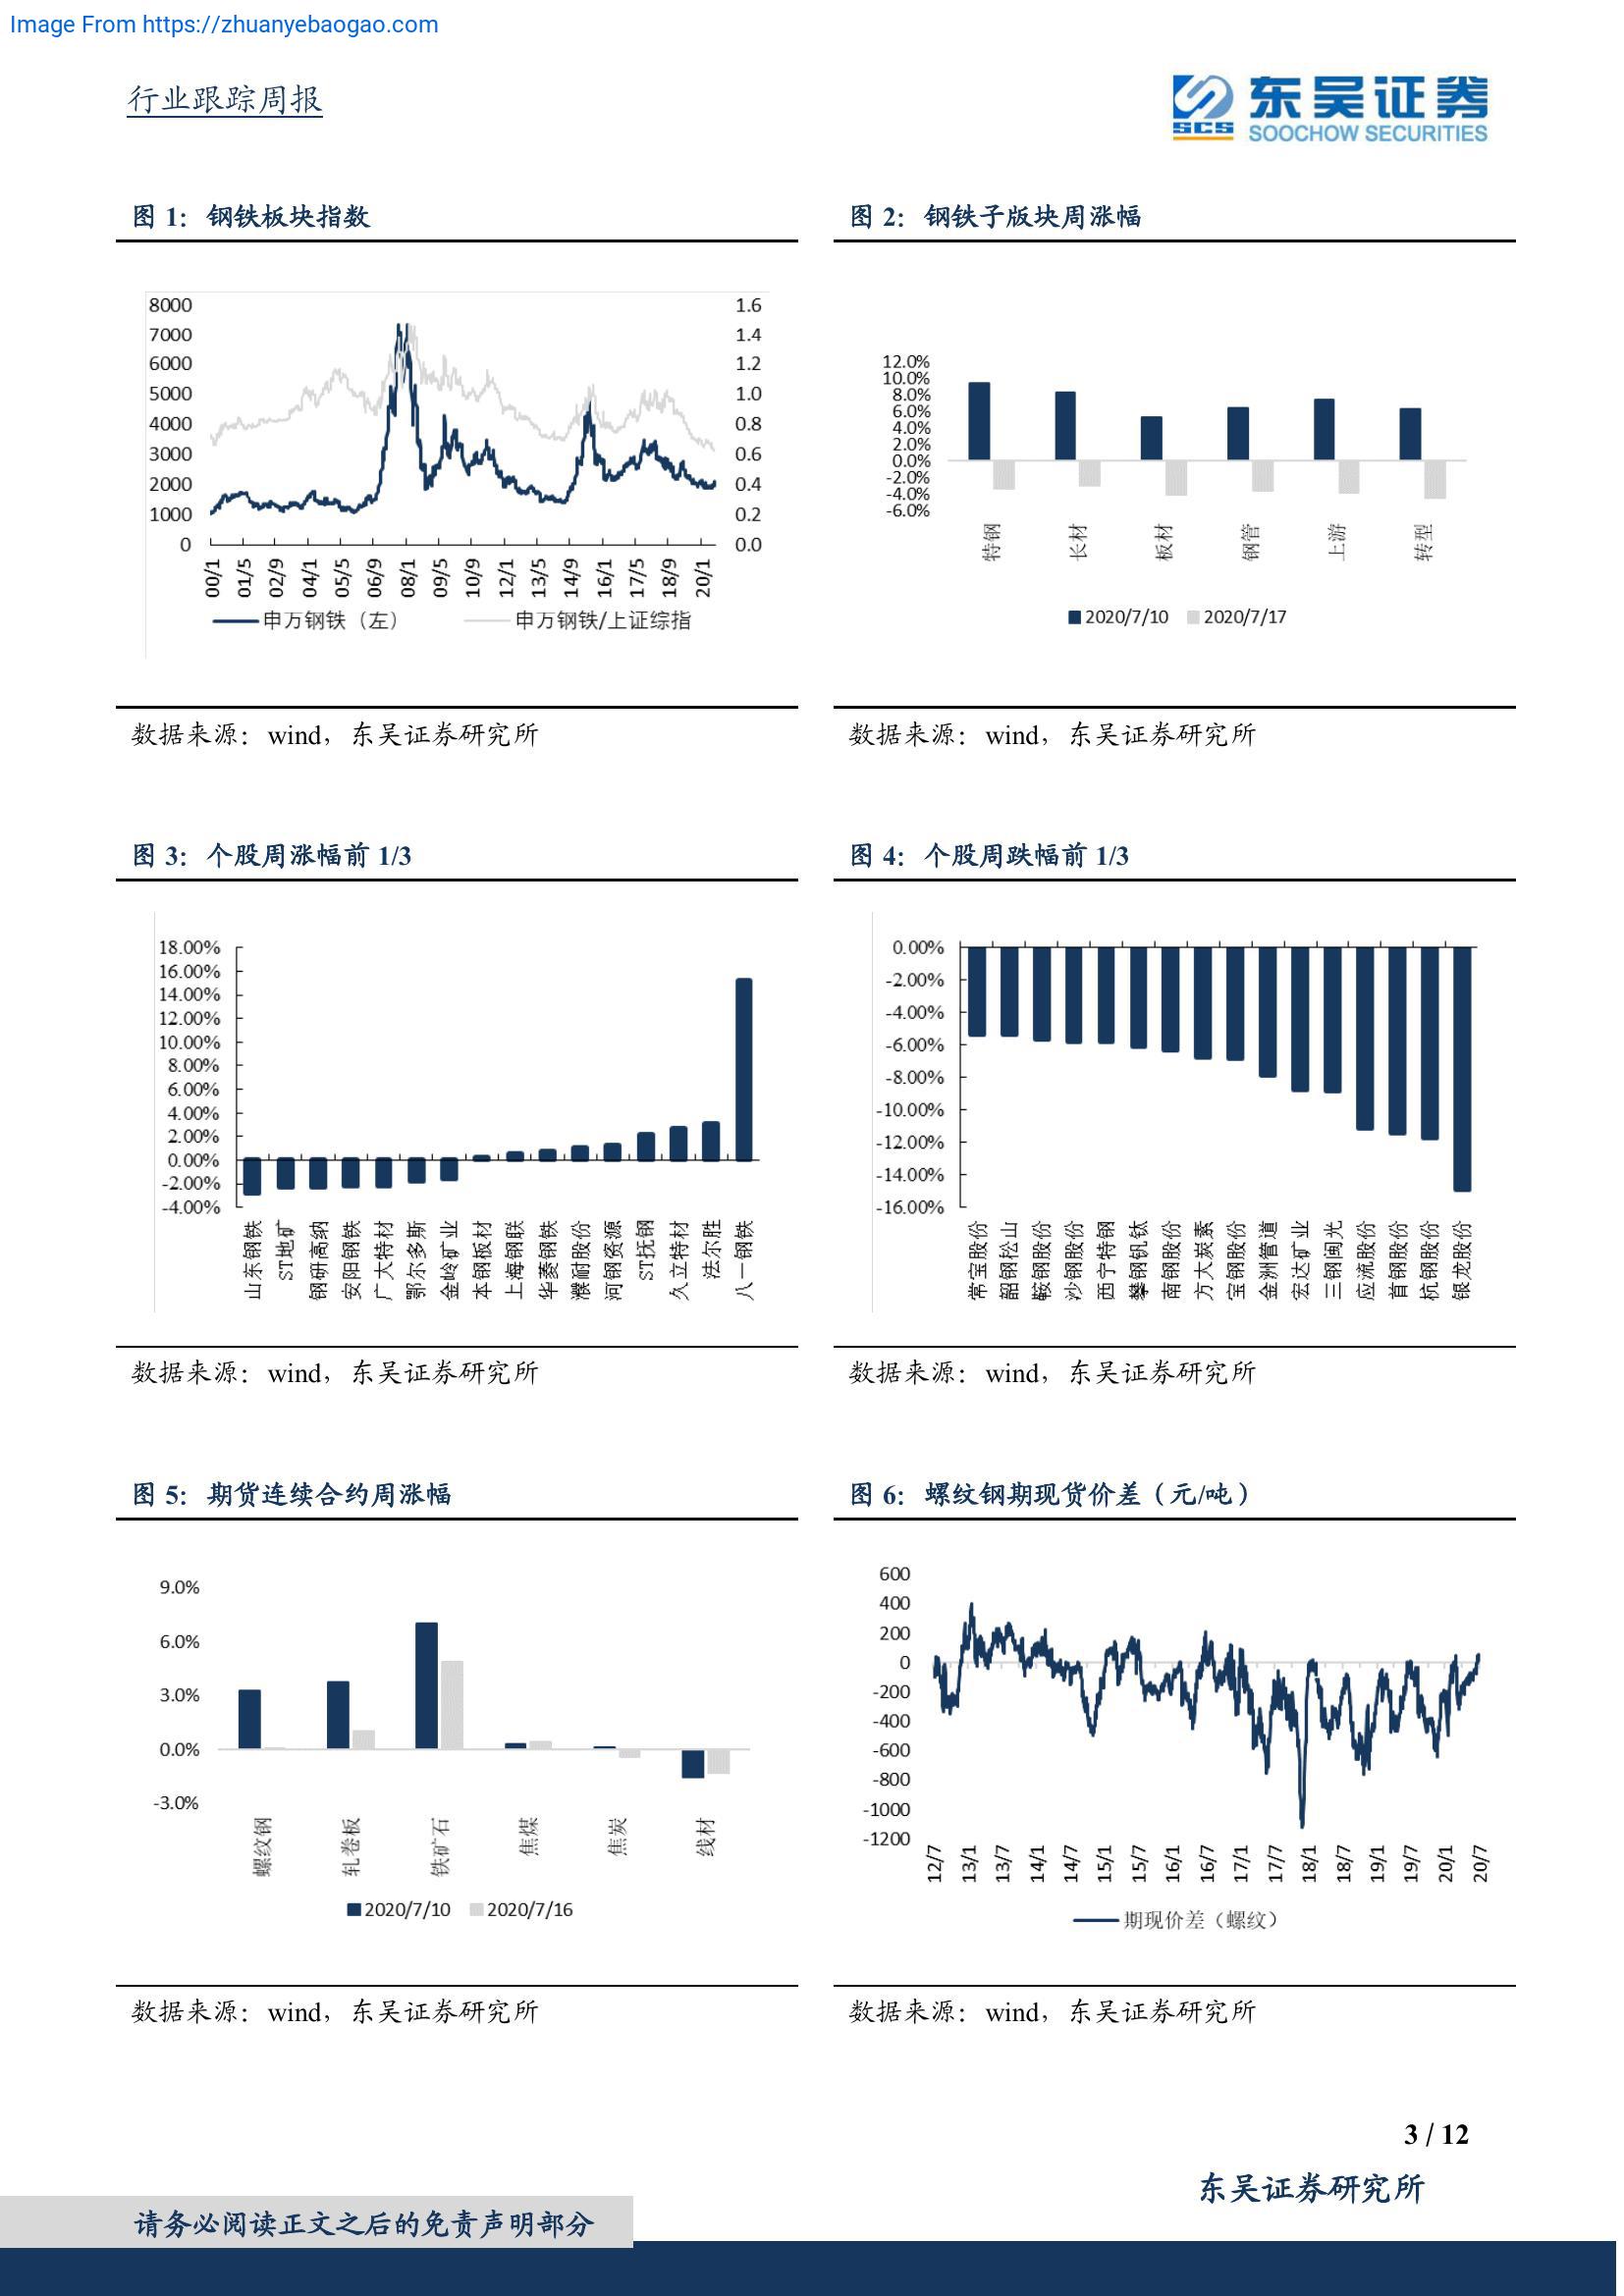 Image From https://zhuanyebaogao.com
行业跟踪周报
东吴证券
SCS
SOOCHOW SECURITIES
图 1：钢铁板块指数
8000
7000
6000
5000
4000
3000
2000
1000
0
1.6
1.4
1.2
1.0
0.8
0.6
0.4
0.2
0.0
00/1 01/5 02/9 04/1 05/5 06/9 08/1 09/5 10/9 12/1 13/5 14/9 16/1 17/5 18/9 20/1
申万钢铁（左） 申万钢铁/上证综指
数据来源：wind，东吴证券研究所
图 2：钢铁子版块周涨幅
12.0%
10.0%
8.0%
6.0%
4.0%
2.0%
0.0%
-2.0%
-4.0%
-6.0%
特钢 长材 板材 钢管 上游 转型
2020/7/10 2020/7/17
数据来源：wind，东吴证券研究所
图 3：个股周涨幅前 1/3
18.00%
16.00%
14.00%
12.00%
10.00%
8.00%
6.00%
4.00%
2.00%
0.00%
-2.00%
-4.00%
山东钢铁 ST地矿 钢研高纳 安阳钢铁 广大特材 鄂尔多斯 金岭矿业 本钢板材 上海钢联 华菱钢铁 濮耐股份 河钢资源 ST抚钢 久立特材 法尔胜 八一钢铁
数据来源：wind，东吴证券研究所
图 4：个股周跌幅前 1/3
0.00%
-2.00%
-4.00%
-6.00%
-8.00%
-10.00%
-12.00%
-14.00%
-16.00%
常宝股份 韶钢松山 鞍钢股份 沙钢股份 西宁特钢 攀钢钒钛 南钢股份 方大炭素 宝钢股份 金洲管道 宏达矿业 三钢闽光 应流股份 首钢股份 杭钢股份 银龙股份
数据来源：wind，东吴证券研究所
图 5：期货连续合约周涨幅
9.0%
6.0%
3.0%
0.0%
-3.0%
螺纹钢 轧卷板 铁矿石 焦煤 焦炭 线材
2020/7/10 2020/7/16
数据来源：wind，东吴证券研究所
图 6：螺纹钢期现货价差（元/吨）
600
400
200
0
-200
-400
-600
-800
-1000
-1200
12/7 13/1 13/7 14/1 14/7 15/1 15/7 16/1 16/7 17/1 17/7 18/1 18/7 19/1 19/7 20/1 20/7
期现价差（螺纹）
数据来源：wind，东吴证券研究所
3 / 12
东吴证券研究所
请务必阅读正文之后的免责声明部分